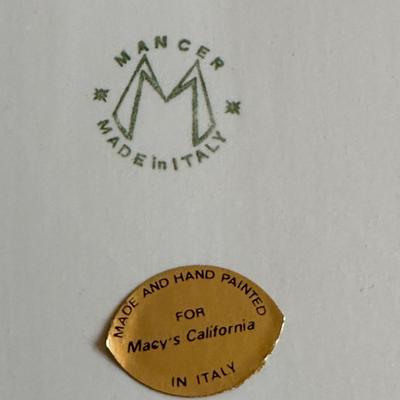 MANCER
M
MADE in ITALY
MADE AND HAND PAINTED
FOR
Macy's California
IN ITALY